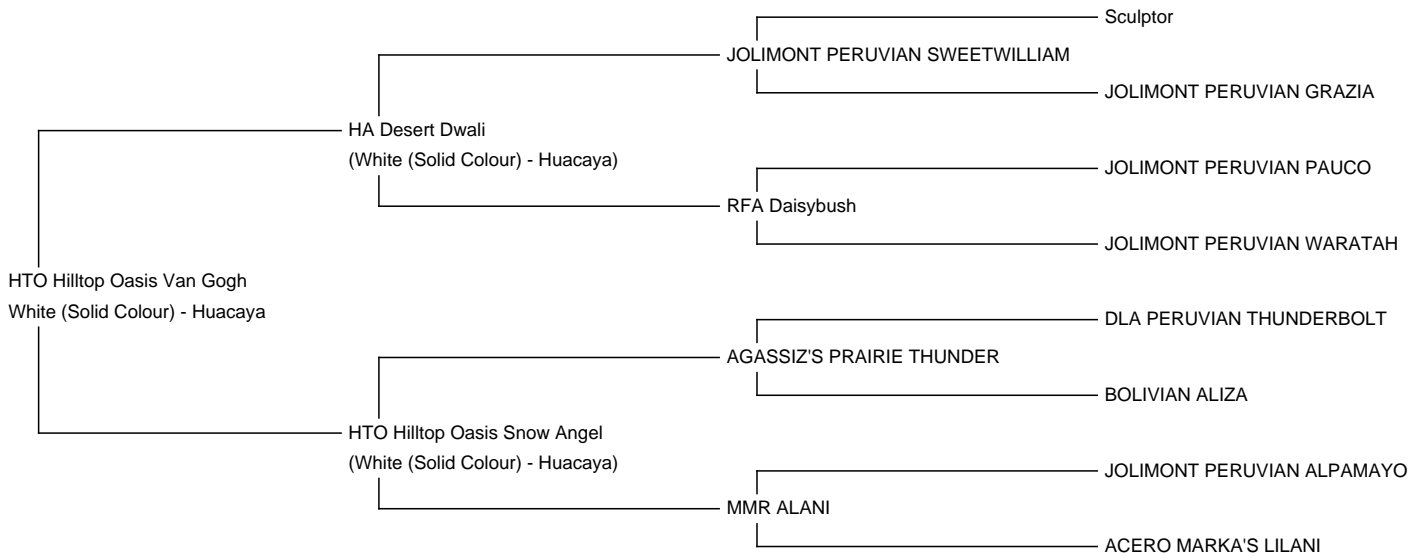 Sculptor
JOLIMONT PERUVIAN SWEETWILLIAM
JOLIMONT PERUVIAN GRAZIA
HA Desert Dwali
(White (Solid Colour) - Huacaya)
JOLIMONT PERUVIAN PAUCO
RFA Daisybush
JOLIMONT PERUVIAN WARATAH
HTO Hilltop Oasis Van Gogh
White (Solid Colour) - Huacaya
DLA PERUVIAN THUNDERBOLT
AGASSIZ'S PRAIRIE THUNDER
BOLIVIAN ALIZA
HTO Hilltop Oasis Snow Angel
(White (Solid Colour) - Huacaya)
JOLIMONT PERUVIAN ALPAMAYO
MMR ALANI
ACERO MARKA'S LILANI